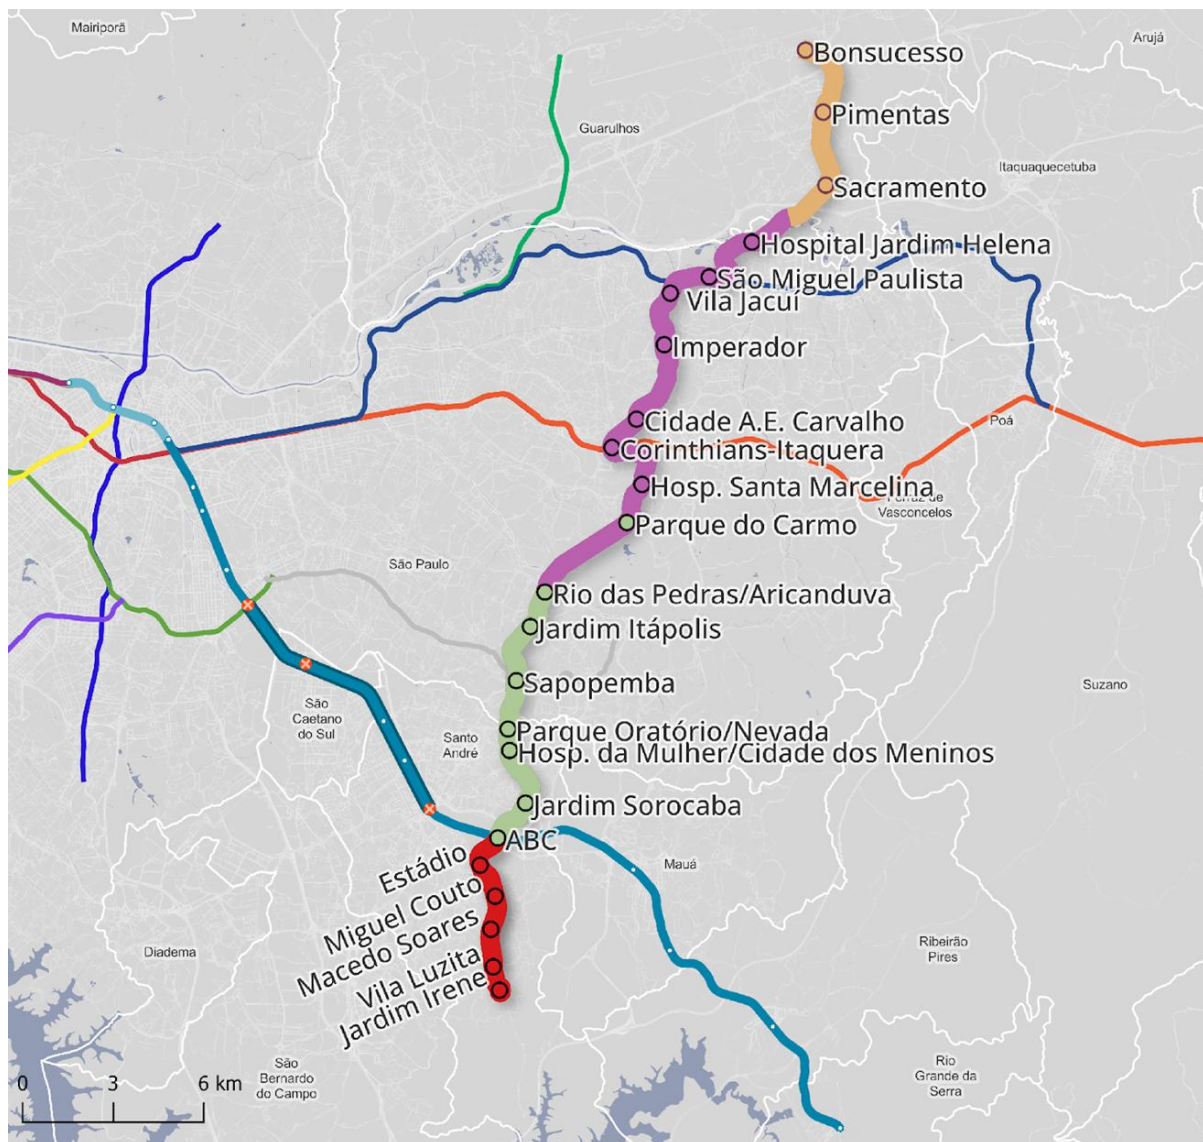 Mairiporã
Bonsucesso
Arujá
Pimentas
Guarulhos
Itaquaquecetuba
Sacramento
Hospital Jardim Helena
São Miguel Paulista
Vila Jacuí
Imperador
Cidade A.E. Carvalho
Poá
Corinthians-Itaquera
Hosp. Santa Marcelina
Ferraz de
Vasconcelos
Parque do Carmo
São Paulo
Rio das Pedras/Aricanduva
Jardim Itápolis
Sapopemba
Suzano
São
Caetano
do Sul
Santo
André
Parque Oratório/Nevada
Hosp. da Mulher/Cidade dos Meninos
Jardim Sorocaba
ABC
Estádio
Mauá
Miguel Couto
Macedo Soares
Diadema
Ribeirão
Pires
Vila Luzita
Jardim Irene
São
Bernardo
do Campo
Rio
Grande da
Serra
0 3 6 km